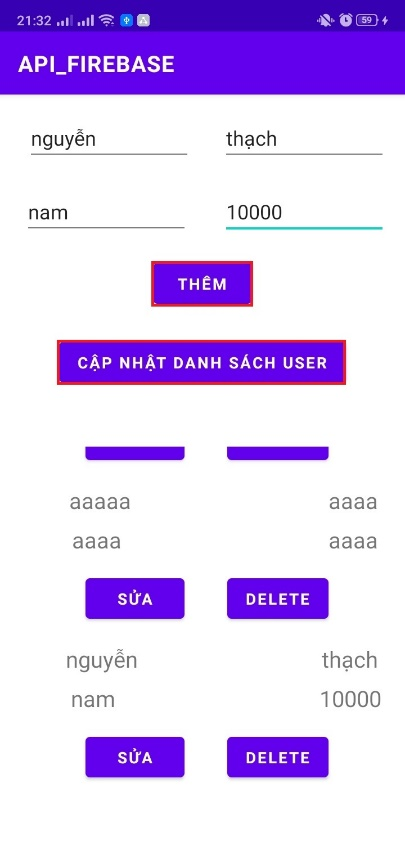 21:32 59
API_FIREBASE
nguyễn thạch
nam 10000
THÊM
CẬP NHẬT DANH SÁCH USER
aaaaa aaaa
aaaa aaaa
SỬA DELETE
nguyễn thạch
nam 10000
SỬA DELETE